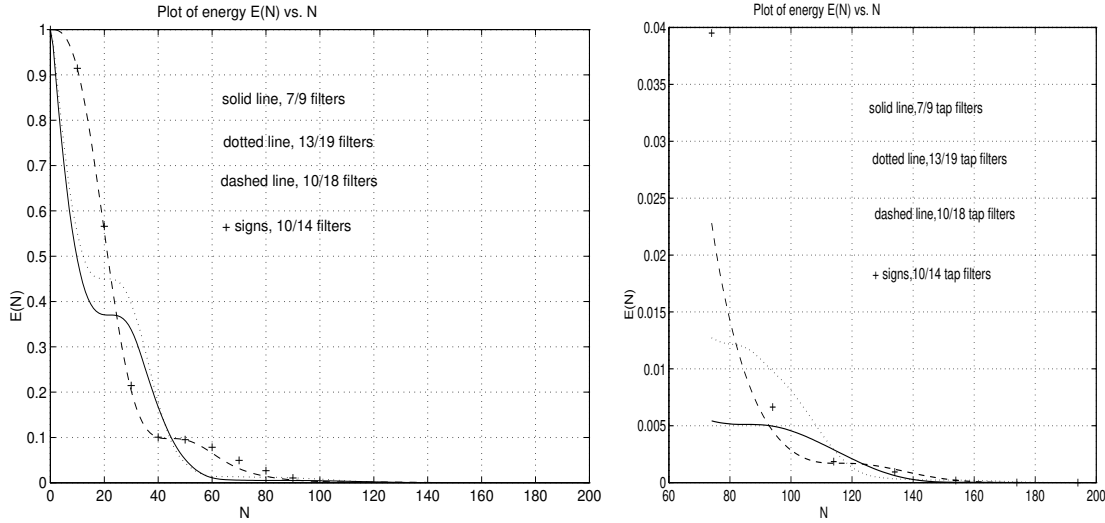 Plot of energy E(N) vs. N
1
0.9
0.8
0.7
0.6
0.5
0.4
0.3
0.2
0.1
0
E(N)
solid line, 7/9 filters
dotted line, 13/19 filters
dashed line, 10/18 filters
+ signs, 10/14 filters
0 20 40 60 80 100 120 140 160 180 200
N
Plot of energy E(N) vs. N
0.04
0.035
0.03
0.025
0.02
0.015
0.01
0.005
0
E(N)
solid line,7/9 tap filters
dotted line,13/19 tap filters
dashed line,10/18 tap filters
+ signs,10/14 tap filters
60 80 100 120 140 160 180 200
N